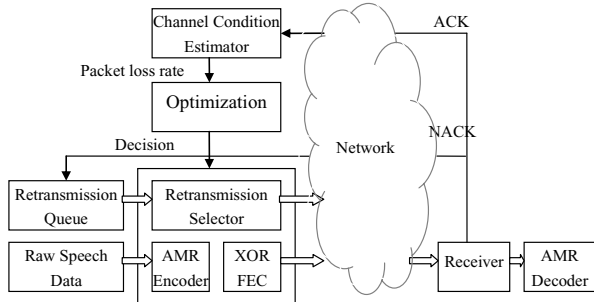 Channel Condition
Estimator
ACK
Packet loss rate
Optimization
NACK
Decision
Network
Retransmission
Queue
Retransmission
Selector
Raw Speech
Data
AMR
Encoder
XOR
FEC
Receiver
AMR
Decoder